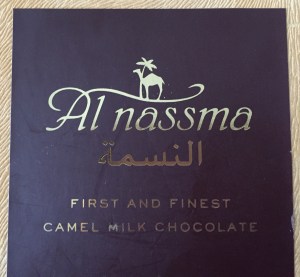 Al nassma
النسمة
FIRST AND FINEST
CAMEL MILK CHOCOLATE